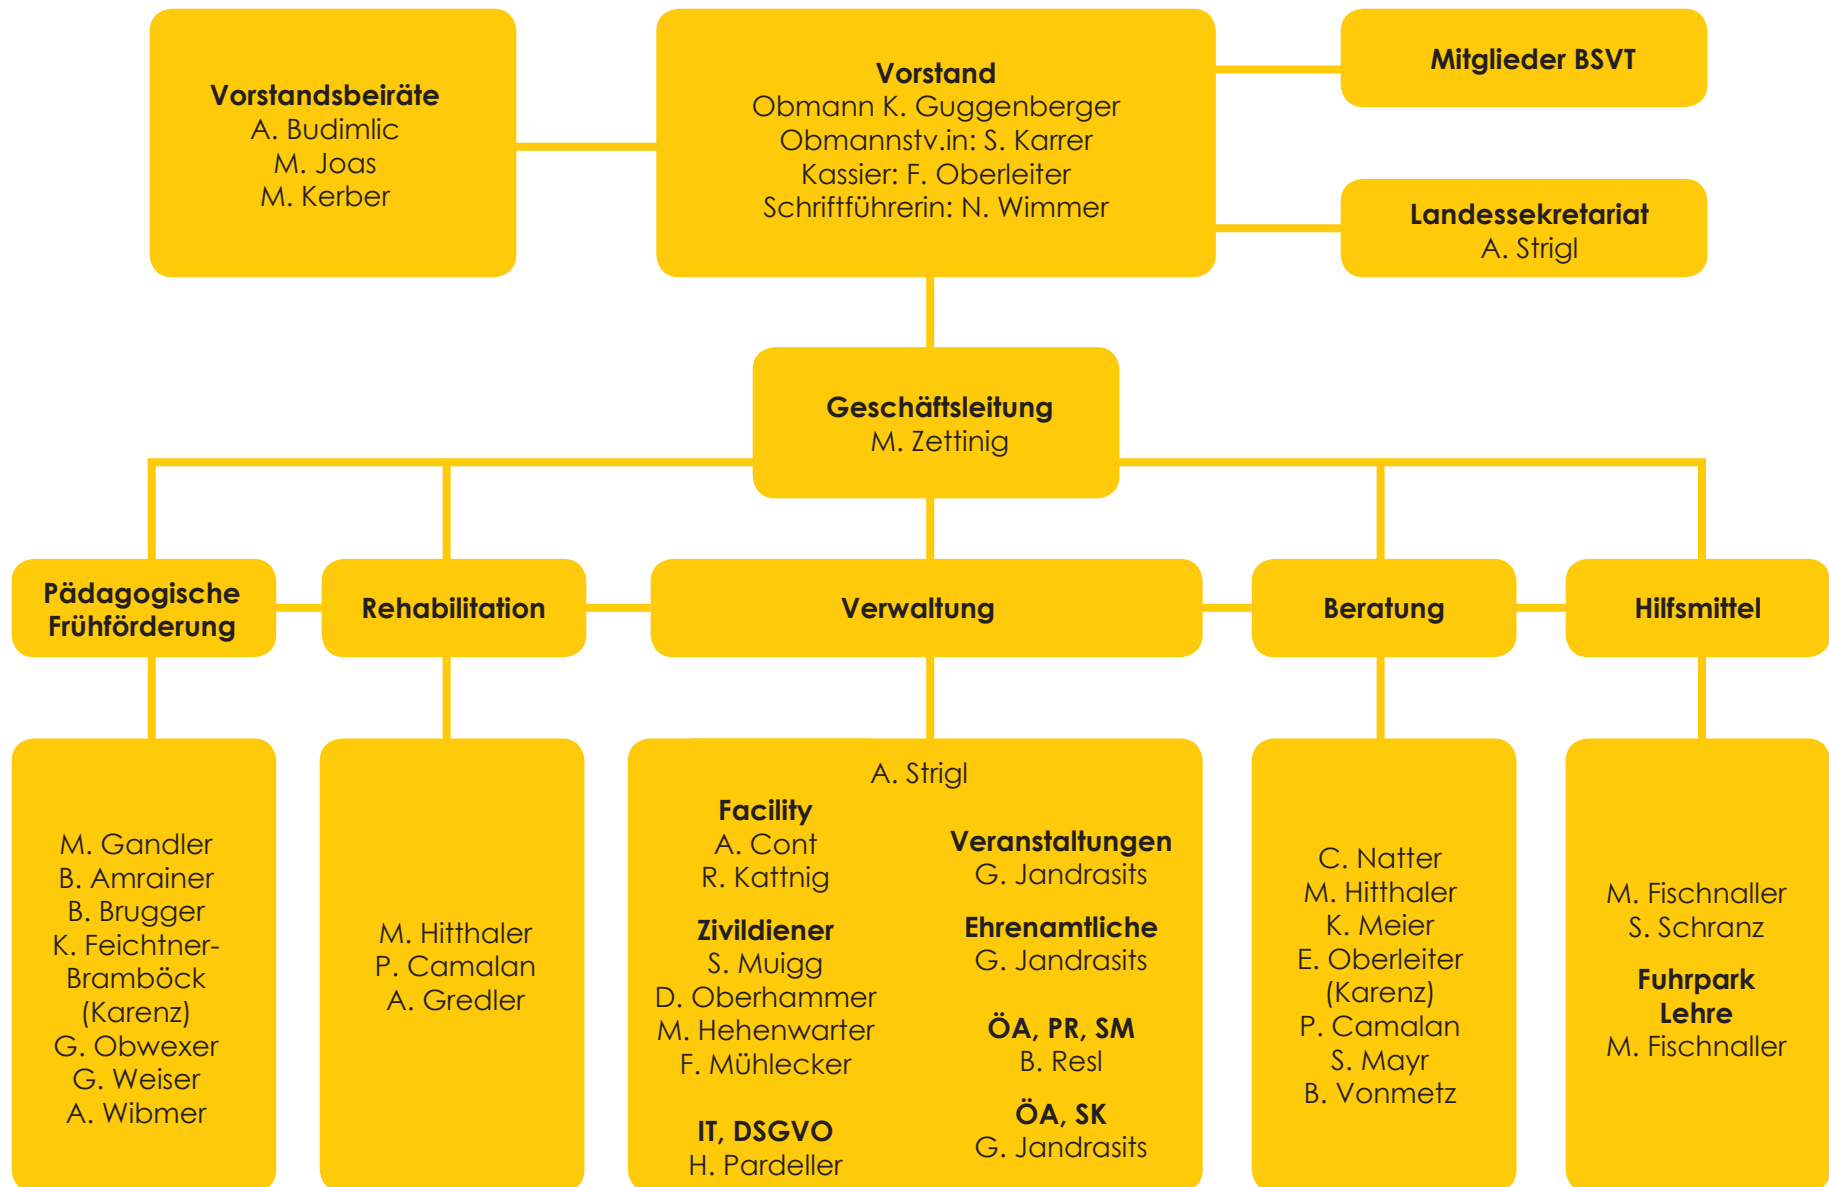 Vorstandsbeiräte
A. Budimlic
M. Joas
M. Kerber
Vorstand
Obmann K. Guggenberger
Obmannstv.in: S. Karrer
Kassier: F. Oberleiter
Schriftführerin: N. Wimmer
Mitglieder BSVT
Landessekretariat
A. Strigl
Geschäftsleitung
M. Zettinig
Pädagogische
Frühförderung
Rehabilitation
Verwaltung
Beratung
Hilfsmittel
M. Gandler
B. Amrainer
B. Brugger
K. Feichtner-
Bramböck
(Karenz)
G. Obwexer
G. Weiser
A. Wibmer
M. Hitthaler
P. Camalan
A. Gredler
A. Strigl
Facility
A. Cont
R. Kattnig
Zivildiener
S. Muigg
D. Oberhammer
M. Hehenwarter
F. Mühlecker
IT, DSGVO
H. Pardeller
Veranstaltungen
G. Jandrasits
Ehrenamtliche
G. Jandrasits
ÖA, PR, SM
B. Resl
ÖA, SK
G. Jandrasits
C. Natter
M. Hitthaler
K. Meier
E. Oberleiter
(Karenz)
P. Camalan
S. Mayr
B. Vonmetz
M. Fischnaller
S. Schranz
Fuhrpark
Lehre
M. Fischnaller